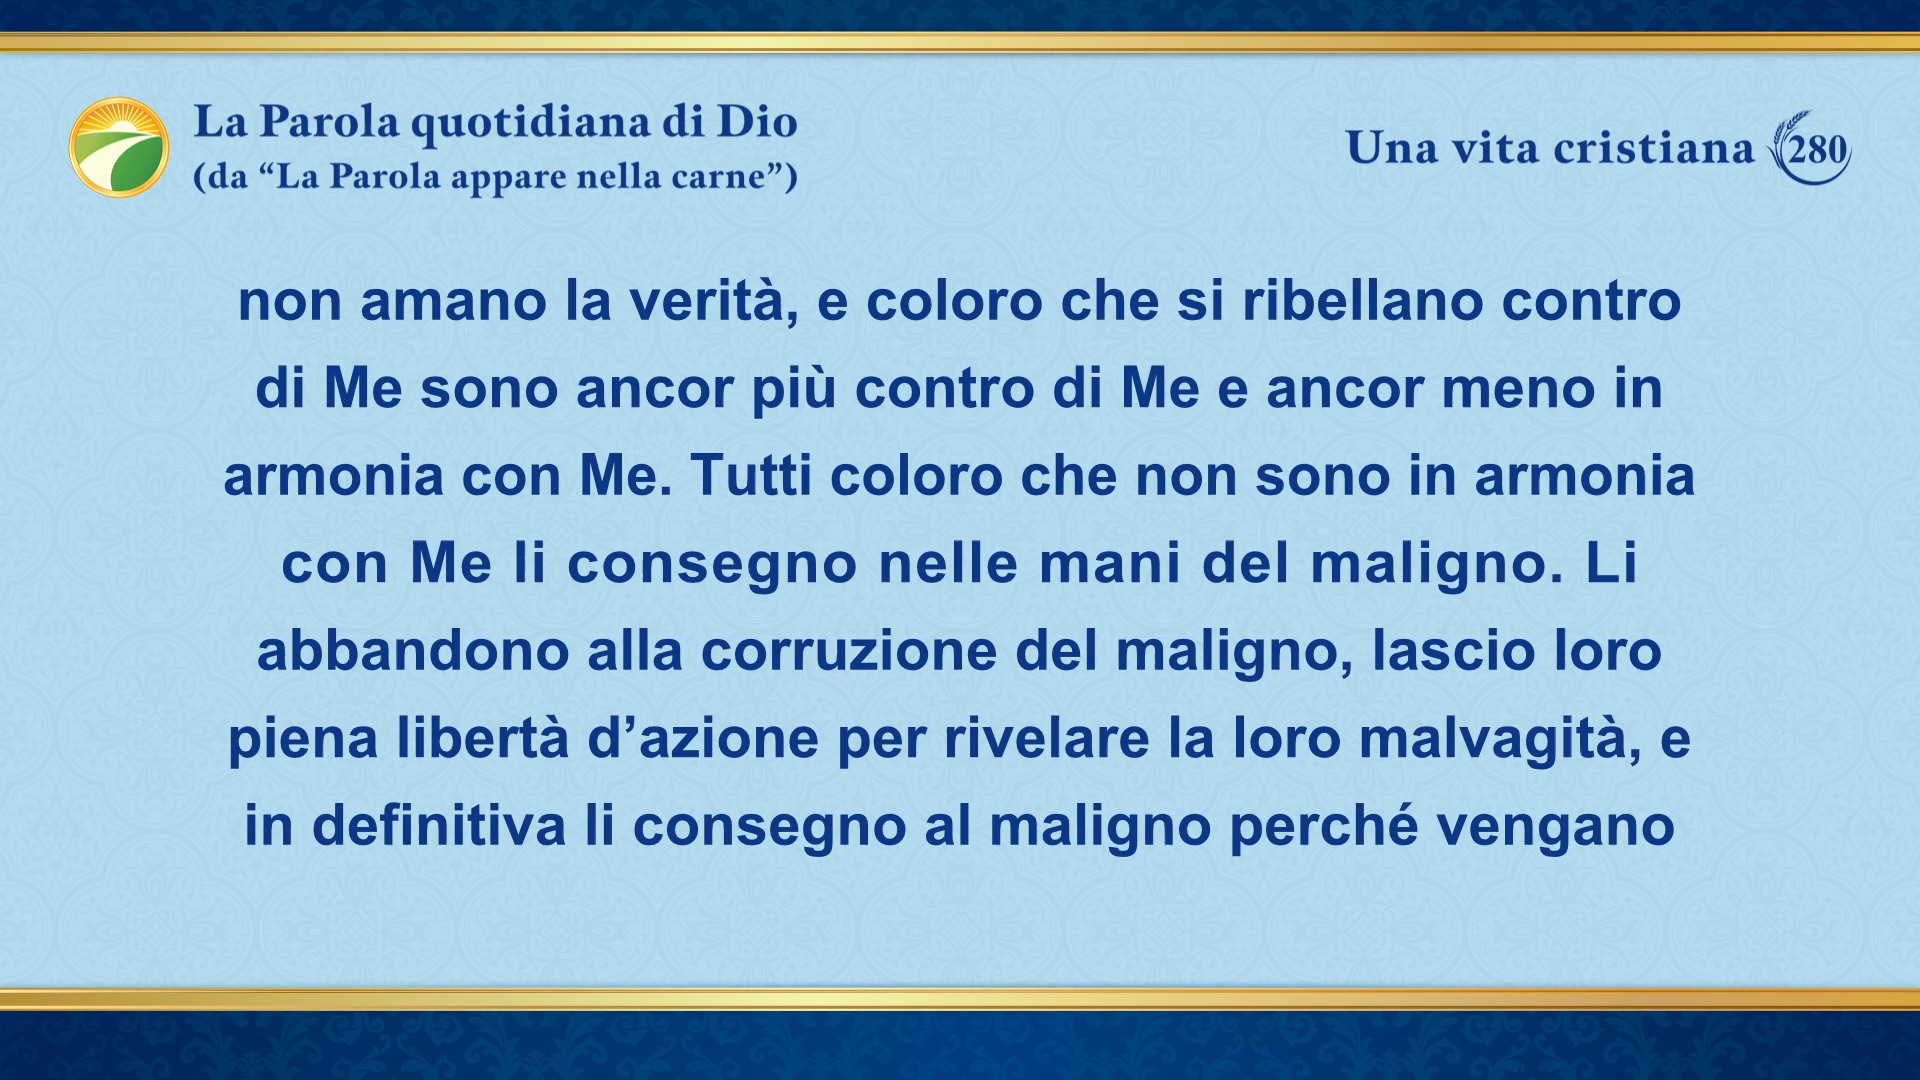 La Parola quotidiana di Dio
(da “La Parola appare nella carne”)
Una vita cristiana 280
non amano la verità, e coloro che si ribellano contro
di Me sono ancor più contro di Me e ancor meno in
armonia con Me. Tutti coloro che non sono in armonia
con Me li consegno nelle mani del maligno. Li
abbandono alla corruzione del maligno, lascio loro
piena libertà d’azione per rivelare la loro malvagità, e
in definitiva li consegno al maligno perché vengano